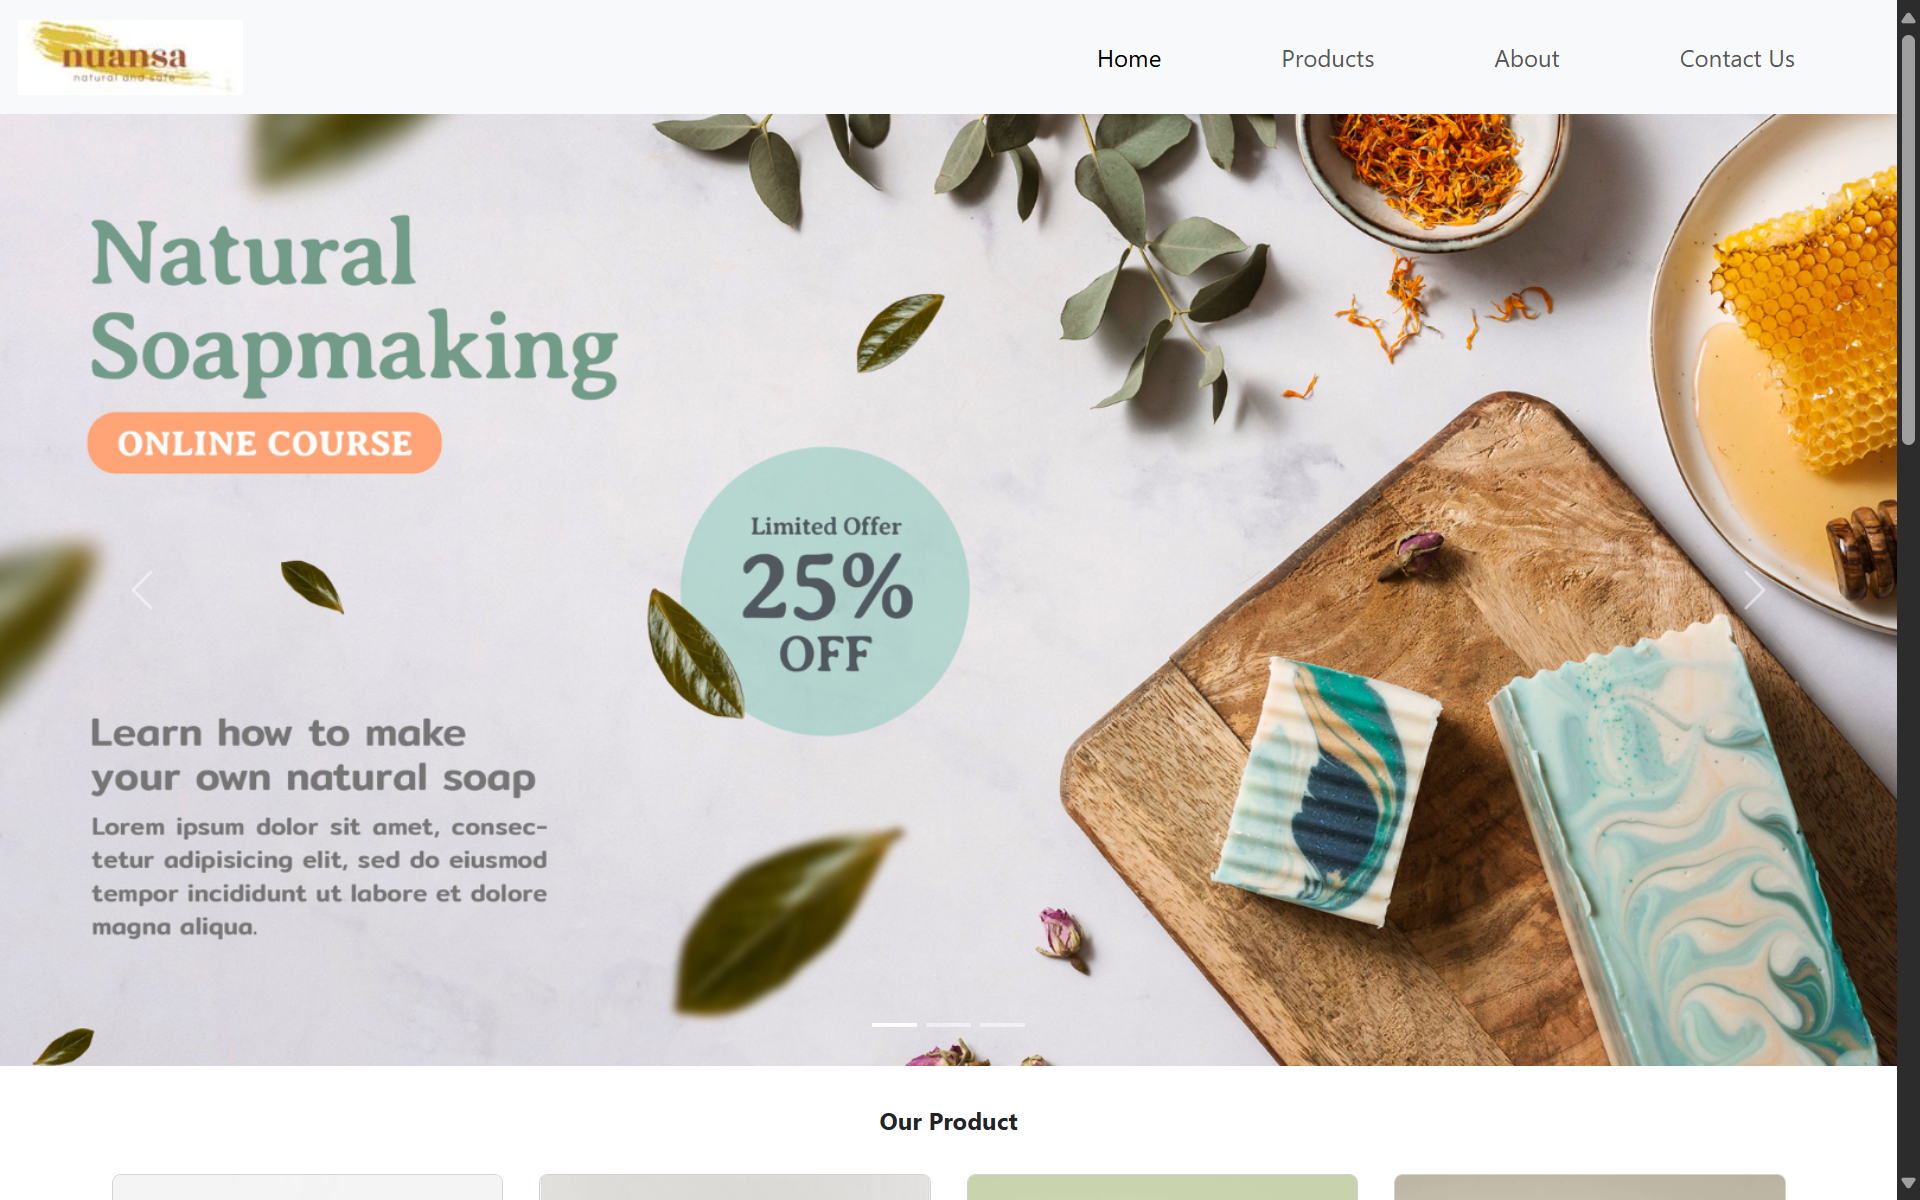 nuansa
natural and safe
Home
Products
About
Contact Us
Natural
Soapmaking
ONLINE COURSE
Limited Offer
25%
OFF
Learn how to make
your own natural soap
Lorem ipsum dolor sit amet, consec-
tetur adipisicing elit, sed do eiusmod
tempor incididunt ut labore et dolore
magna aliqua.
Our Product